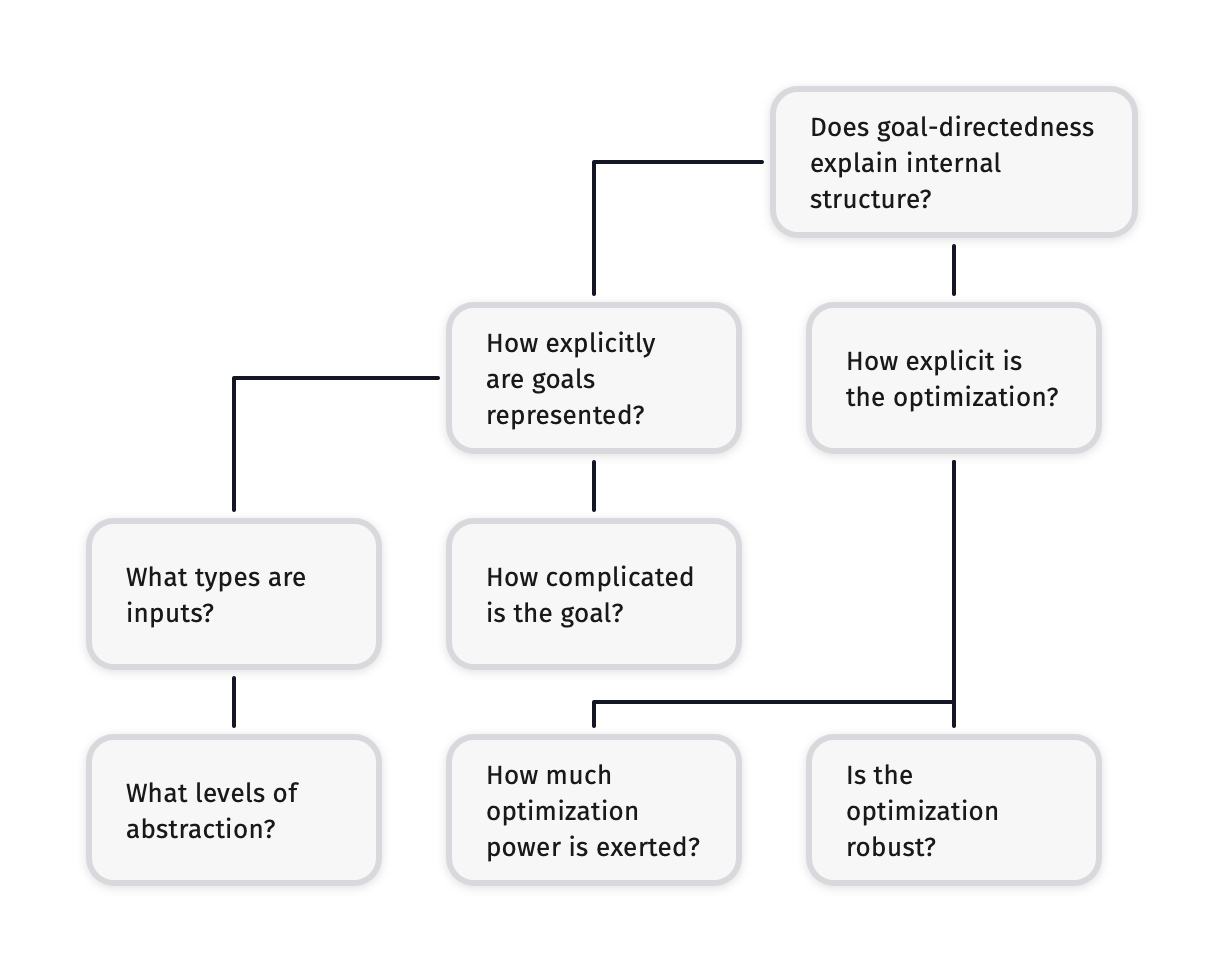 Does goal-directedness
explain internal
structure?
How explicitly
are goals
represented?
How explicit is
the optimization?
What types are
inputs?
How complicated
is the goal?
What levels of
abstraction?
How much
optimization
power is exerted?
Is the
optimization
robust?